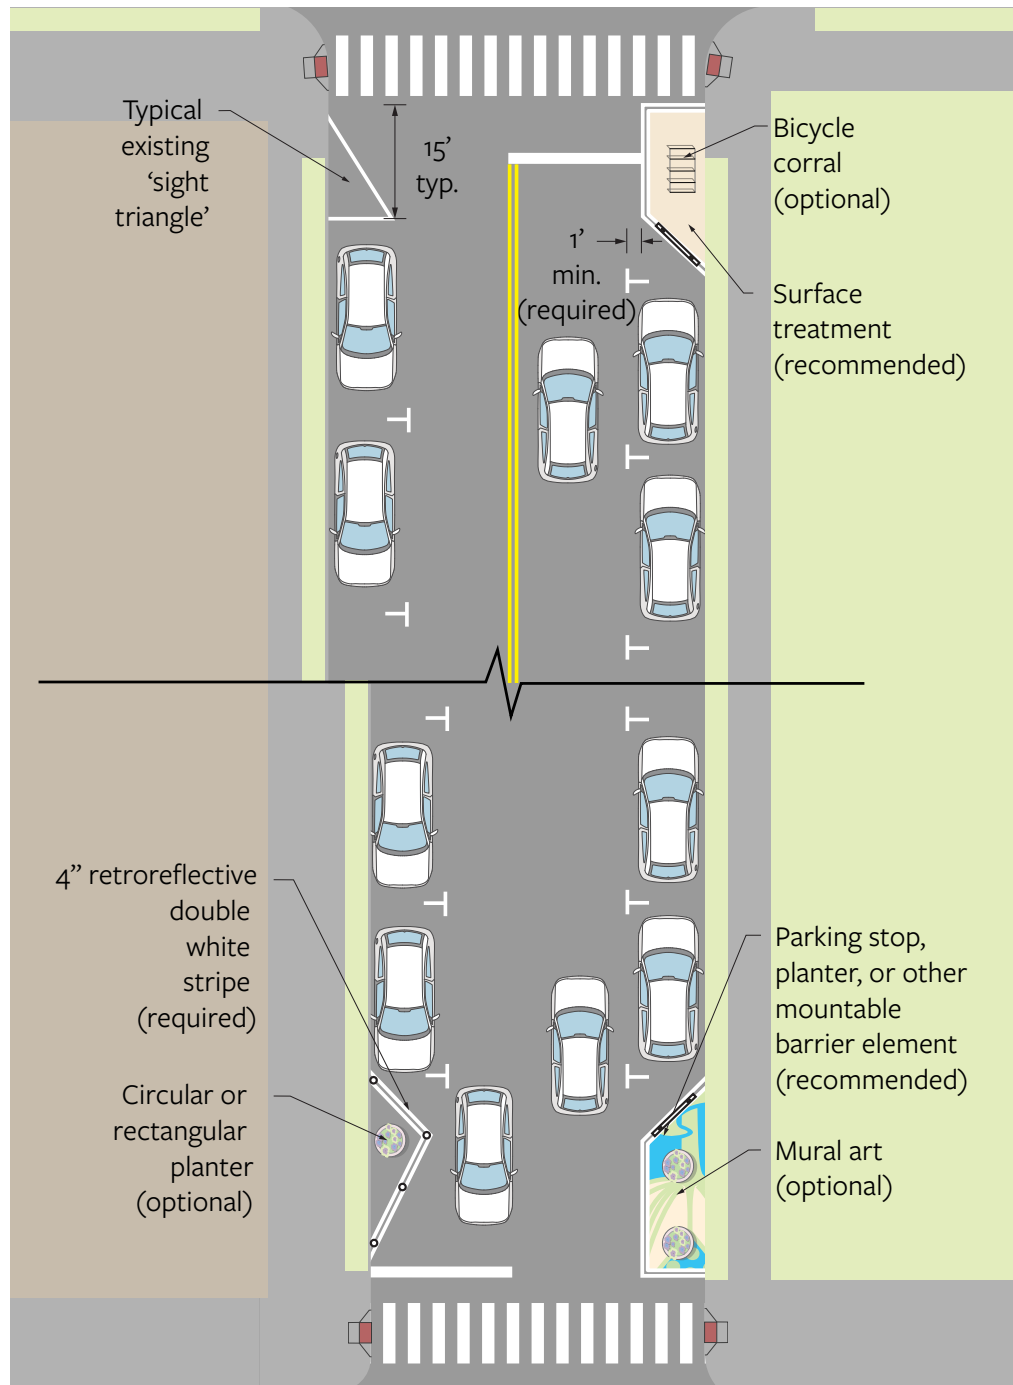 Typical
existing
‘sight
triangle’
15’
typ.
Bicycle
corral
(optional)
1’
min.
(required)
Surface
treatment
(recommended)
4” retroreflective
double
white
stripe
(required)
Circular or
rectangular
planter
(optional)
Parking stop,
planter, or other
mountable
barrier element
(recommended)
Mural art
(optional)